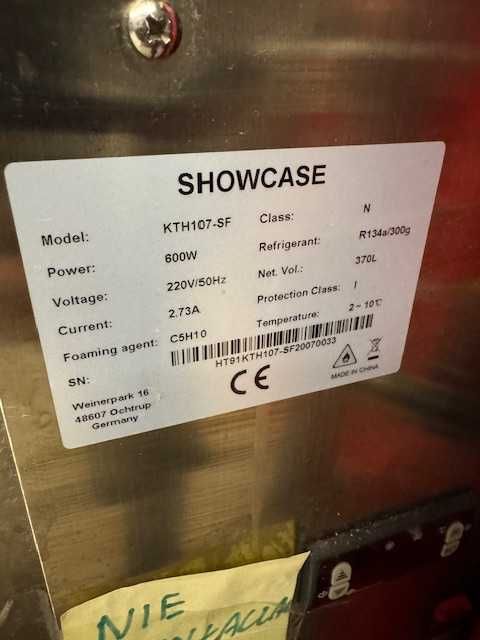 SHOWCASE
Model: KTH107-SF Class: N
Power: 600W Refrigerant: R134a/300g
Voltage: 220V/50Hz Net. Vol.: 370L
Current: 2.73A Protection Class: I
Foaming agent: C5H10 Temperature: 2~10℃
SN: HT91KTH107-SF20070033
Weinerpark 16
48607 Ochtrup
Germany
CE
MADE IN CHINA
NIE